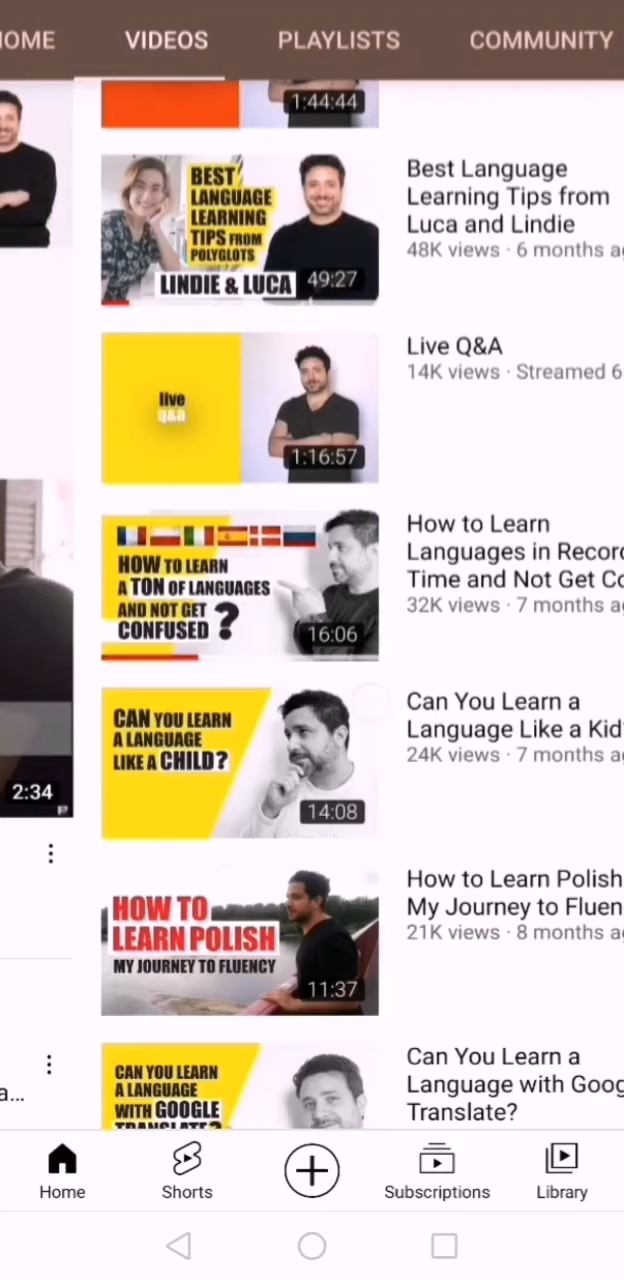 HOME VIDEOS PLAYLISTS COMMUNITY
1:44:44
BEST
LANGUAGE
LEARNING
TIPS FROM
POLYGLOTS
LINDIE & LUCA 49:27
Best Language
Learning Tips from
Luca and Lindie
48K views · 6 months ag
live
q&a
1:16:57
Live Q&A
14K views · Streamed 6
HOW TO LEARN
A TON OF LANGUAGES
AND NOT GET
CONFUSED ?
16:06
How to Learn
Languages in Recor
Time and Not Get Co
32K views · 7 months ag
CAN YOU LEARN
A LANGUAGE
LIKE A CHILD?
14:08
Can You Learn a
Language Like a Kid
24K views · 7 months ag
2:34
HOW TO
LEARN POLISH
MY JOURNEY TO FLUENCY
11:37
How to Learn Polish
My Journey to Fluen
21K views · 8 months ag
a...
CAN YOU LEARN
A LANGUAGE
WITH GOOGLE
TRANSLATE?
Can You Learn a
Language with Goog
Translate?
Home Shorts Subscriptions Library